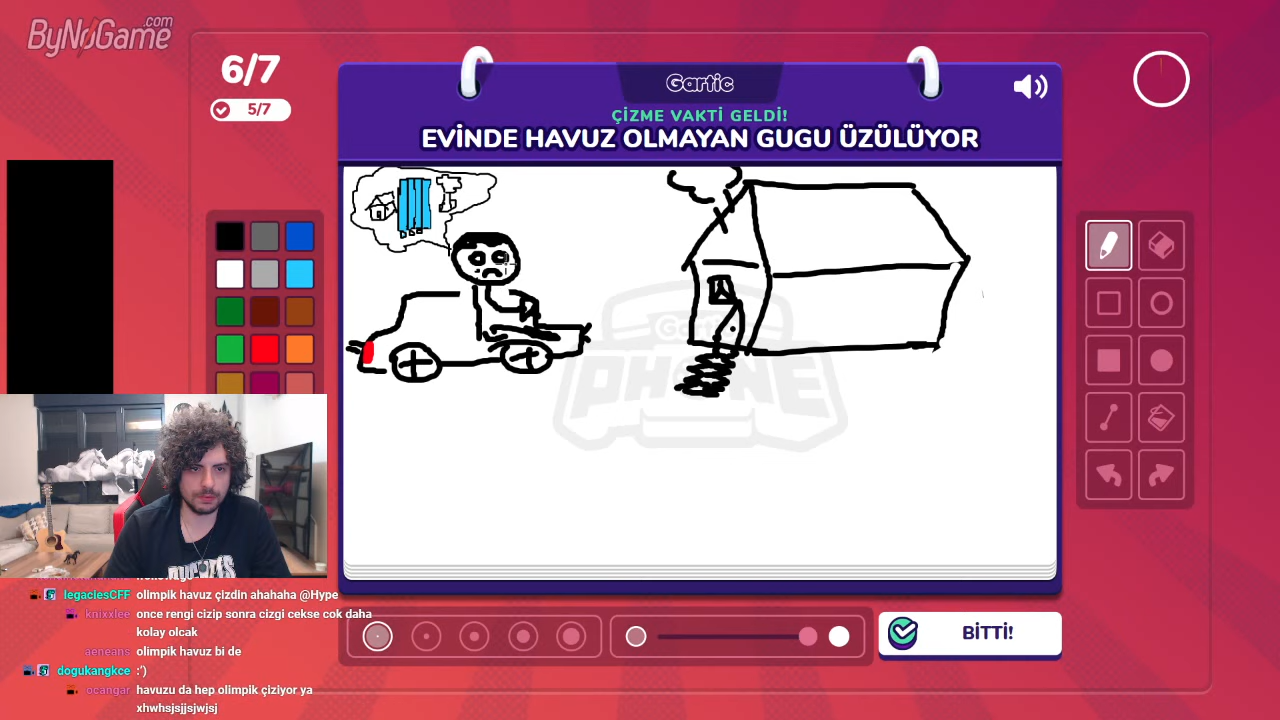 ByNoGame.com
6/7
5/7
Gartic
ÇİZME VAKTİ GELDİ!
EVİNDE HAVUZ OLMAYAN GUGU ÜZÜLÜYOR
Gartic
PHONE
legaciesCFF olimpik havuz çizdin ahahaha @Hype
knixxlee once rengi cizip sonra cizgi cekse cok daha
kolay olcak
aeneans olimpik havuz bi de
dogukangkce :')
ocangar havuzu da hep olimpik çiziyor ya
xhwhsjsjjsjwjsj
BİTTİ!